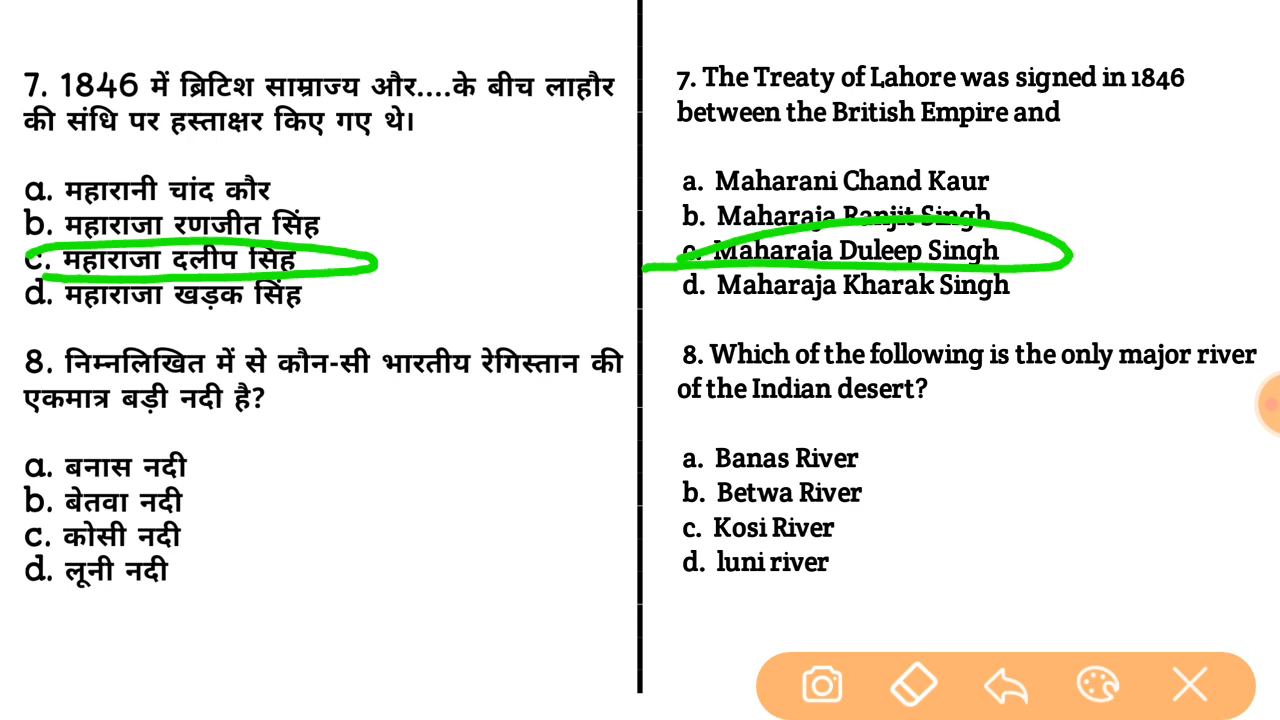 7. 1846 में ब्रिटिश साम्राज्य और....के बीच लाहौर
की संधि पर हस्ताक्षर किए गए थे।
a. महारानी चांद कौर
b. महाराजा रणजीत सिंह
c. महाराजा दलीप सिंह
d. महाराजा खड़क सिंह
8. निम्नलिखित में से कौन-सी भारतीय रेगिस्तान की
एकमात्र बड़ी नदी है?
a. बनास नदी
b. बेतवा नदी
c. कोसी नदी
d. लूनी नदी
7. The Treaty of Lahore was signed in 1846
between the British Empire and
a. Maharani Chand Kaur
b. Maharaja Ranjit Singh
c. Maharaja Duleep Singh
d. Maharaja Kharak Singh
8. Which of the following is the only major river
of the Indian desert?
a. Banas River
b. Betwa River
c. Kosi River
d. luni river